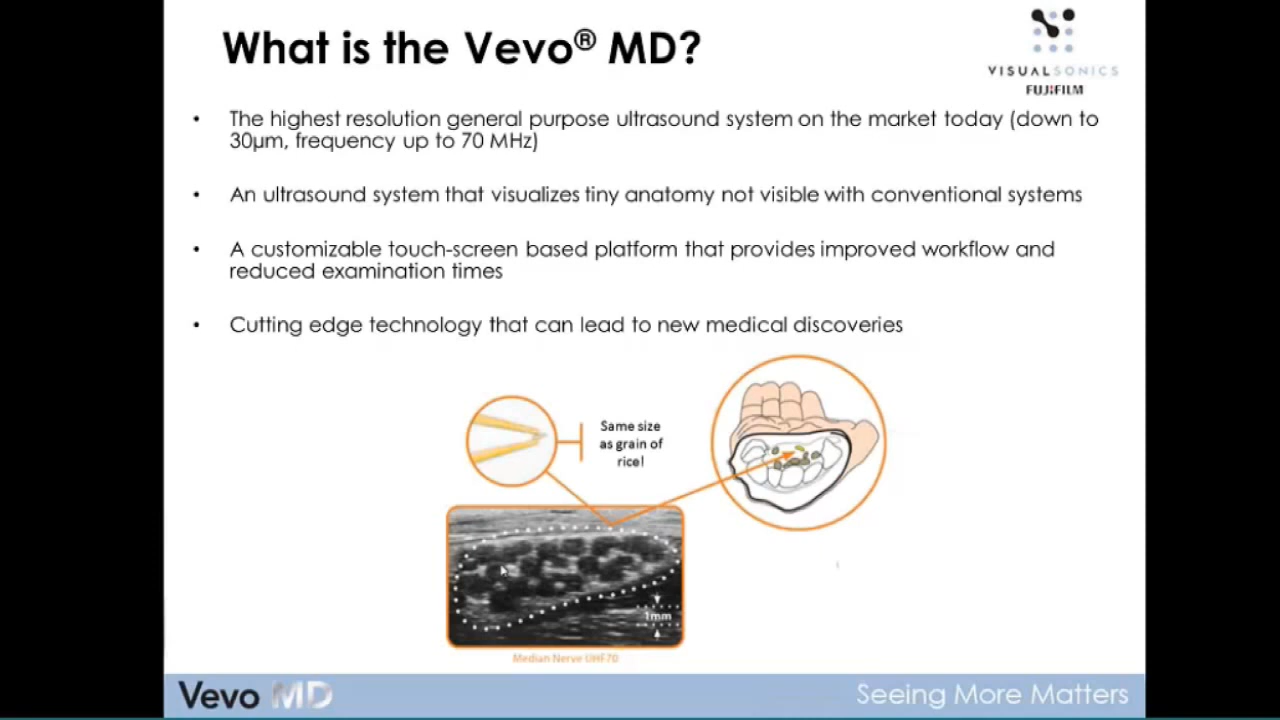 What is the Vevo® MD?
VISUALSONICS
FUJIFILM
• The highest resolution general purpose ultrasound system on the market today (down to
30µm, frequency up to 70 MHz)
• An ultrasound system that visualizes tiny anatomy not visible with conventional systems
• A customizable touch-screen based platform that provides improved workflow and
reduced examination times
• Cutting edge technology that can lead to new medical discoveries
Same size
as grain of
rice!
1mm
Median Nerve UHF70
Vevo MD
Seeing More Matters